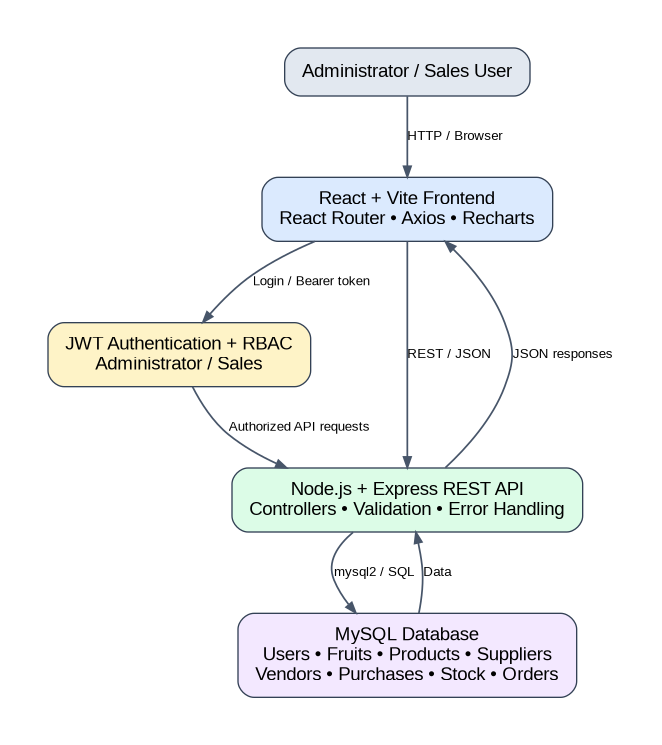 Administrator / Sales User
HTTP / Browser
React + Vite Frontend
React Router • Axios • Recharts
Login / Bearer token
JWT Authentication + RBAC
Administrator / Sales
REST / JSON
JSON responses
Authorized API requests
Node.js + Express REST API
Controllers • Validation • Error Handling
mysql2 / SQL
Data
MySQL Database
Users • Fruits • Products • Suppliers
Vendors • Purchases • Stock • Orders